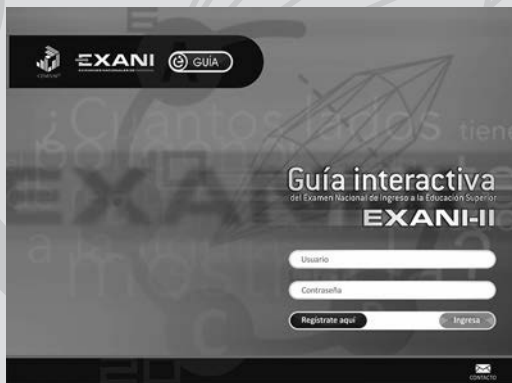 CENEVAL
EXANI
e GUÍA
¿Cuántos lados tiene
EXANI
Guía interactiva
del Examen Nacional de Ingreso a la Educación Superior
EXANI-II
Usuario
Contraseña
Regístrate aquí
Ingresa
CONTACTO